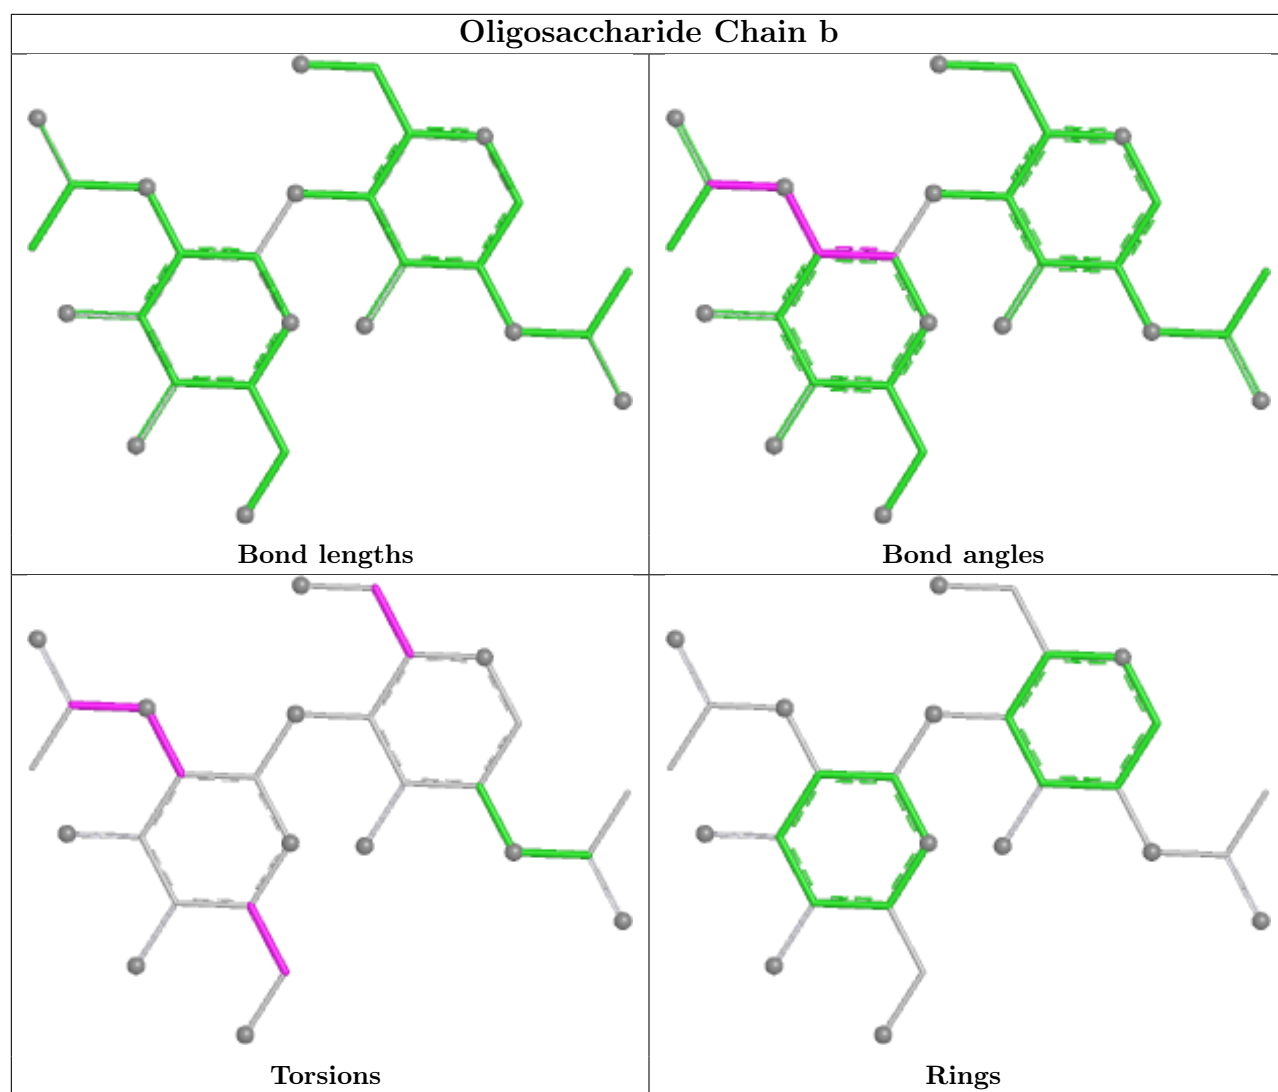 Oligosaccharide Chain b
Bond lengths
Bond angles
Torsions
Rings